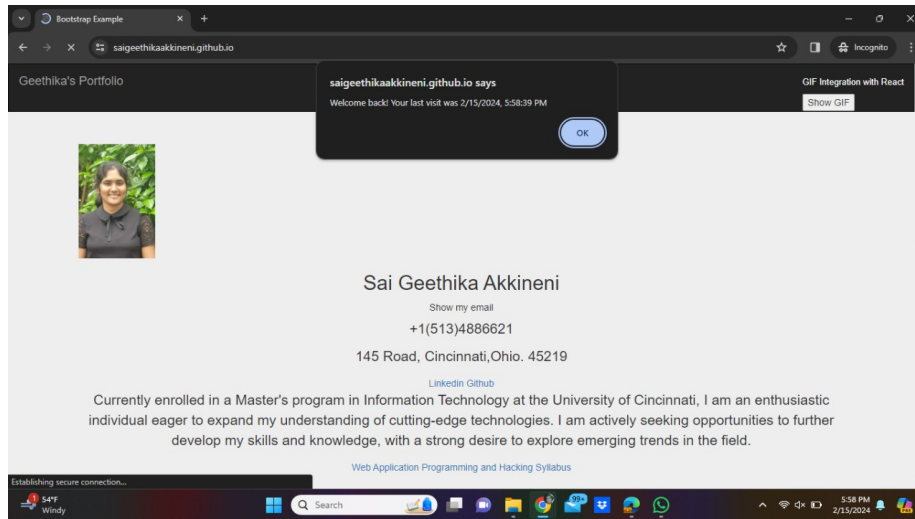 Bootstrap Example
saigeethikaakkineni.github.io
Incognito
Geethika's Portfolio
saigeethikaakkineni.github.io says
Welcome back! Your last visit was 2/15/2024, 5:58:39 PM
OK
GIF Integration with React
Show GIF
Sai Geethika Akkineni
Show my email
+1(513)4886621
145 Road, Cincinnati,Ohio. 45219
Linkedin Github
Currently enrolled in a Master's program in Information Technology at the University of Cincinnati, I am an enthusiastic
individual eager to expand my understanding of cutting-edge technologies. I am actively seeking opportunities to further
develop my skills and knowledge, with a strong desire to explore emerging trends in the field.
Web Application Programming and Hacking Syllabus
Establishing secure connection...
1
54°F
Windy
Search
99+
5:58 PM
2/15/2024